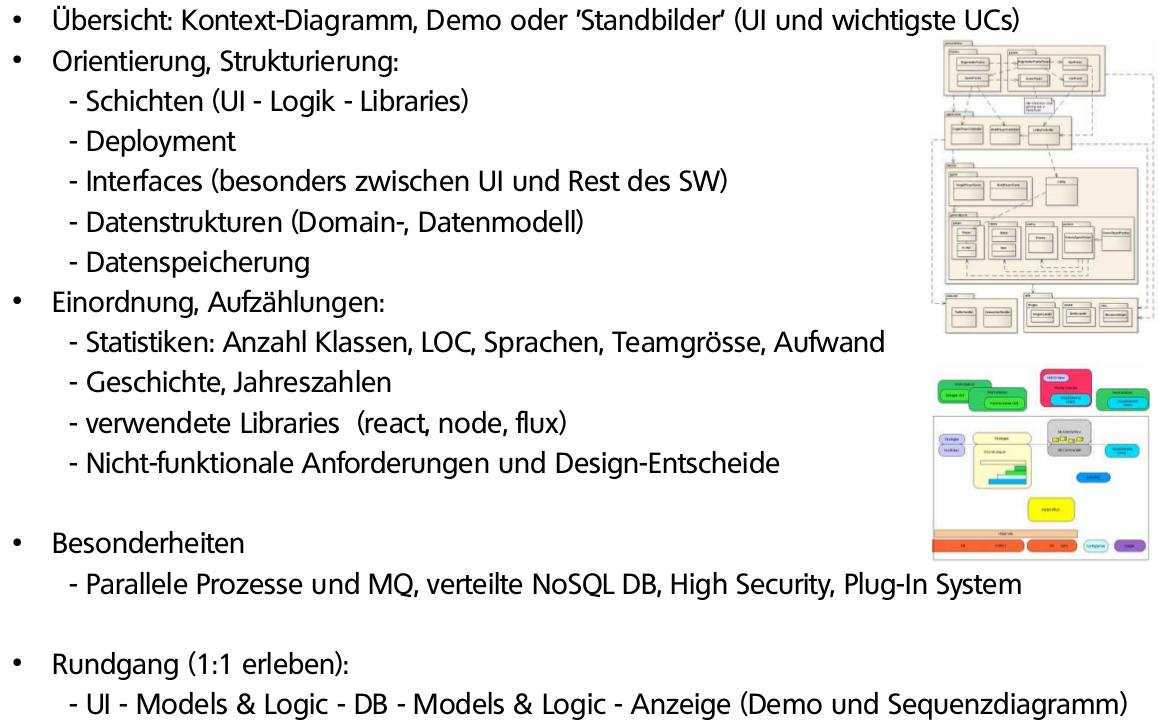 • Übersicht: Kontext-Diagramm, Demo oder 'Standbilder' (UI und wichtigste UCs)
• Orientierung, Strukturierung:
- Schichten (UI - Logik - Libraries)
- Deployment
- Interfaces (besonders zwischen UI und Rest des SW)
- Datenstrukturen (Domain-, Datenmodell)
- Datenspeicherung
• Einordnung, Aufzählungen:
- Statistiken: Anzahl Klassen, LOC, Sprachen, Teamgrösse, Aufwand
- Geschichte, Jahreszahlen
- verwendete Libraries (react, node, flux)
- Nicht-funktionale Anforderungen und Design-Entscheide
• Besonderheiten
- Parallele Prozesse und MQ, verteilte NoSQL DB, High Security, Plug-In System
• Rundgang (1:1 erleben):
- UI - Models & Logic - DB - Models & Logic - Anzeige (Demo und Sequenzdiagramm)